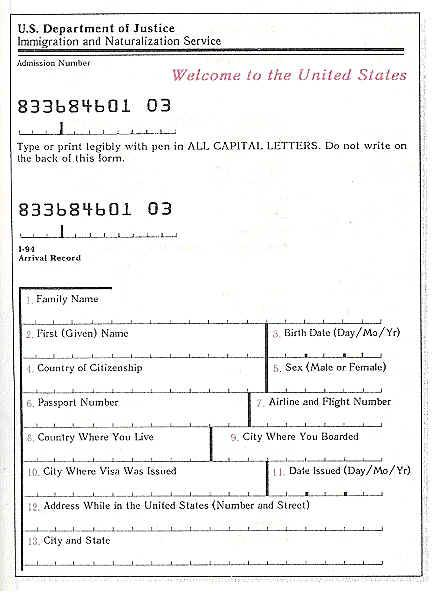 U.S. Department of Justice
Immigration and Naturalization Service
Admission Number
Welcome to the United States
833684601 03
Type or print legibly with pen in ALL CAPITAL LETTERS. Do not write on
the back of this form.
833684601 03
I-94
Arrival Record
1. Family Name
2. First (Given) Name 3. Birth Date (Day/Mo/Yr)
4. Country of Citizenship 5. Sex (Male or Female)
6. Passport Number 7. Airline and Flight Number
8. Country Where You Live 9. City Where You Boarded
10. City Where Visa Was Issued 11. Date Issued (Day/Mo/Yr)
12. Address While in the United States (Number and Street)
13. City and State